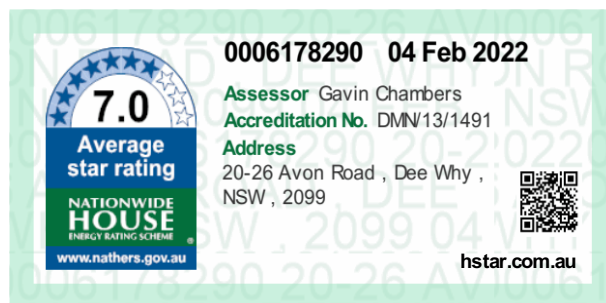 0006178290 04 Feb 2022
7.0
Average
star rating
NATIONWIDE
HOUSE
ENERGY RATING SCHEME ®
www.nathers.gov.au
Assessor Gavin Chambers
Accreditation No. DMN/13/1491
Address
20-26 Avon Road , Dee Why ,
NSW , 2099
hstar.com.au